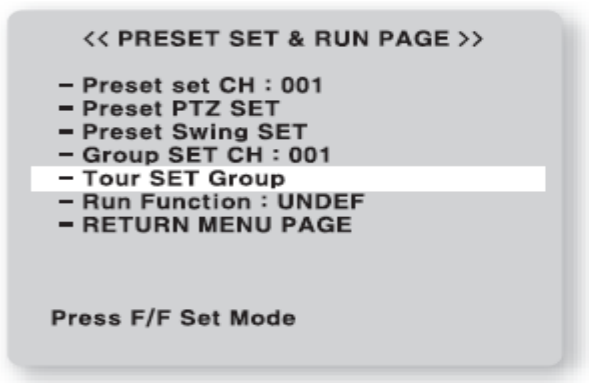 << PRESET SET & RUN PAGE >>
- Preset set CH : 001
- Preset PTZ SET
- Preset Swing SET
- Group SET CH : 001
- Tour SET Group
- Run Function : UNDEF
- RETURN MENU PAGE
Press F/F Set Mode